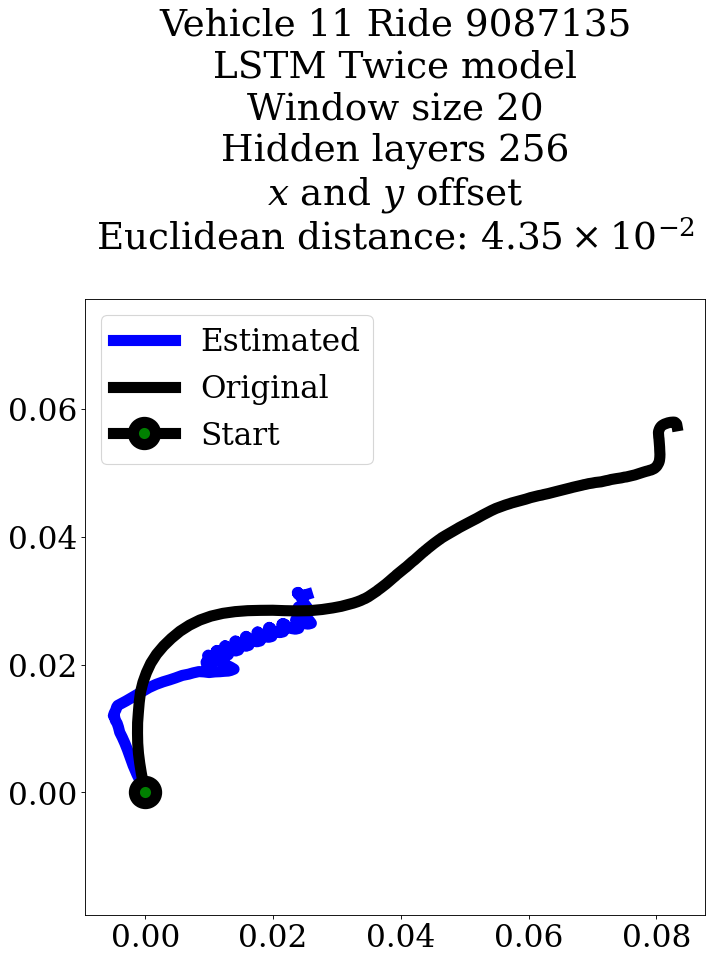 Vehicle 11 Ride 9087135
LSTM Twice model
Window size 20
Hidden layers 256
x and y offset
Euclidean distance: 4.35 × 10⁻²
Estimated
Original
Start
0.06
0.04
0.02
0.00
0.00 0.02 0.04 0.06 0.08